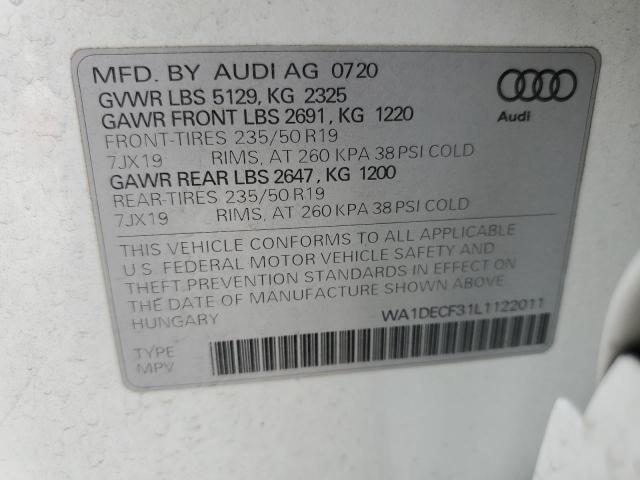 MFD. BY AUDI AG 0720
GVWR LBS 5129, KG 2325
GAWR FRONT LBS 2691, KG 1220
FRONT-TIRES 235/50 R19
7JX19 RIMS, AT 260 KPA 38 PSI COLD
GAWR REAR LBS 2647, KG 1200
REAR-TIRES 235/50 R19
7JX19 RIMS, AT 260 KPA 38 PSI COLD
Audi
THIS VEHICLE CONFORMS TO ALL APPLICABLE
U.S. FEDERAL MOTOR VEHICLE SAFETY AND
THEFT PREVENTION STANDARDS IN EFFECT ON
THE DATE OF MANUFACTURE SHOWN ABOVE.
HUNGARY
WA1DECF31L1122011
TYPE
MPV